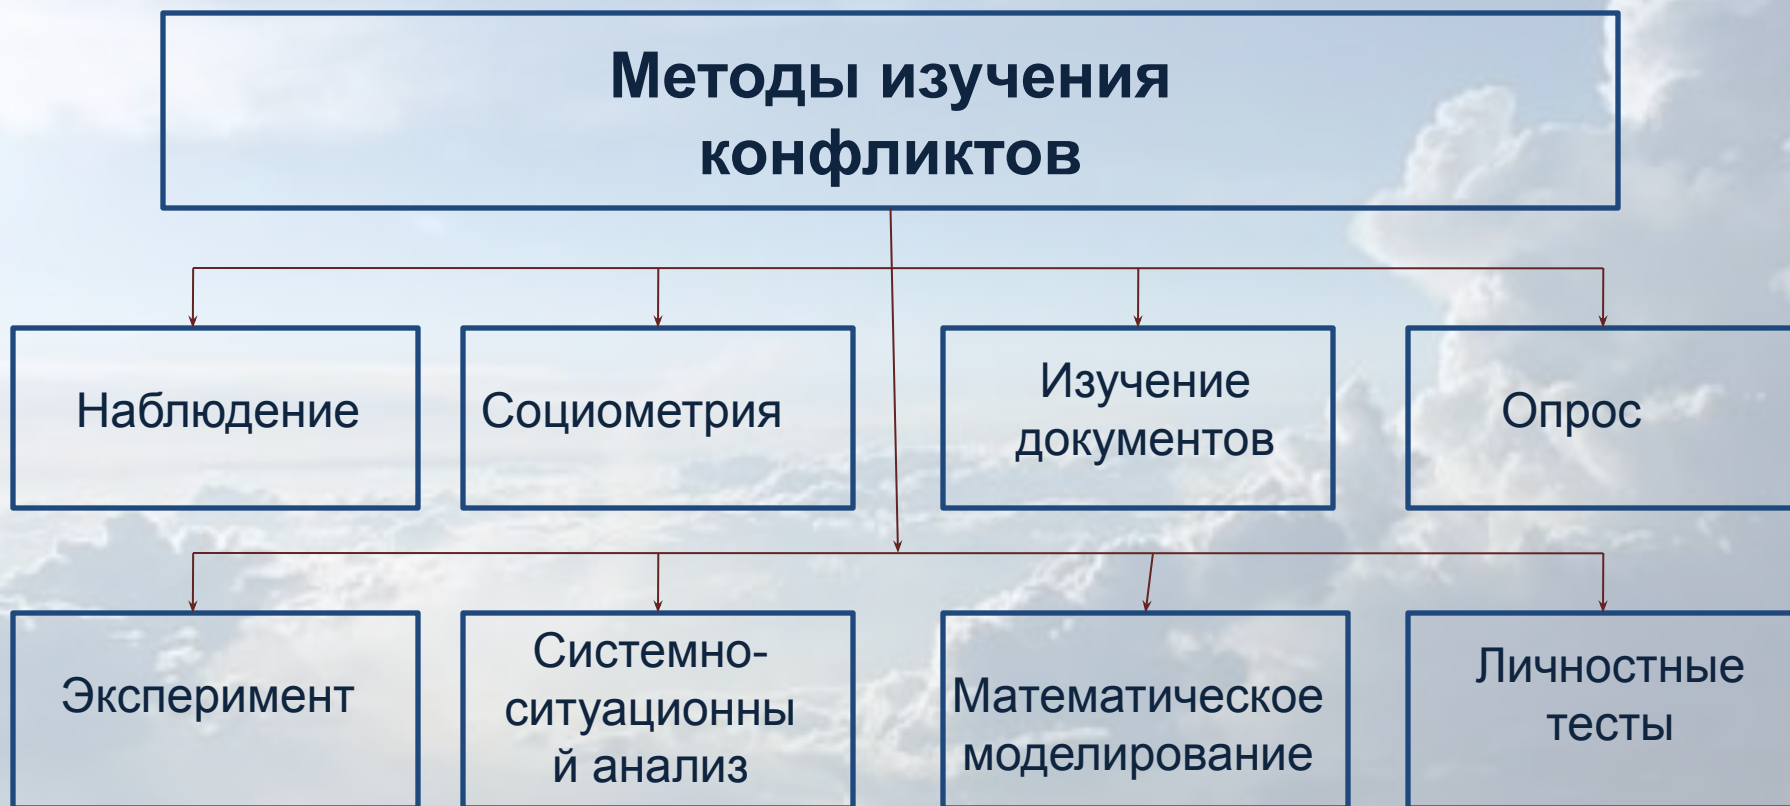 Методы изучения
конфликтов
Наблюдение
Социометрия
Изучение
документов
Опрос
Эксперимент
Системно-
ситуационны
й анализ
Математическое
моделирование
Личностные
тесты